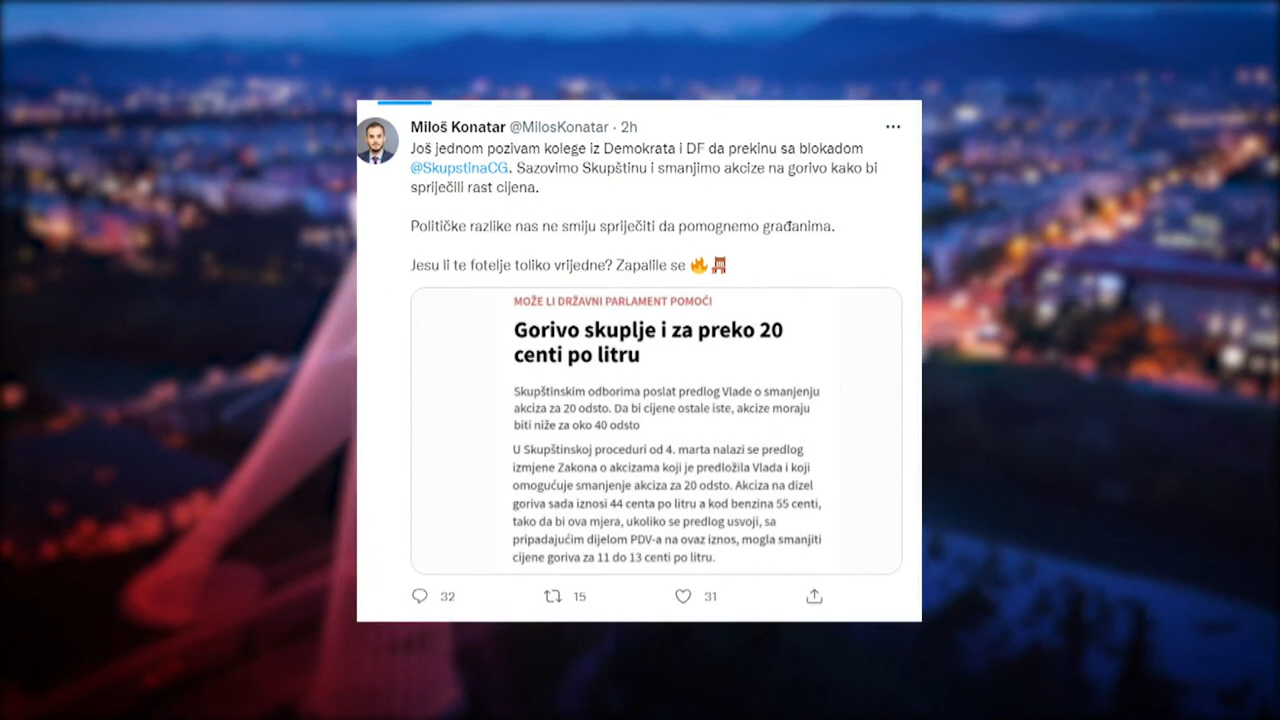 Miloš Konatar @MilosKonatar · 2h
Još jednom pozivam kolege iz Demokrata i DF da prekinu sa blokadom
@SkupstinaCG. Sazovimo Skupštinu i smanjimo akcize na gorivo kako bi
spriječili rast cijena.
Političke razlike nas ne smiju spriječiti da pomognemo građanima.
Jesu li te fotelje toliko vrijedne? Zapalile se 🔥🪑
MOŽE LI DRŽAVNI PARLAMENT POMOĆI
Gorivo skuplje i za preko 20
centi po litru
Skupštinskim odborima poslat predlog Vlade o smanjenju
akciza za 20 odsto. Da bi cijene ostale iste, akcize moraju
biti niže za oko 40 odsto
U Skupštinskoj proceduri od 4. marta nalazi se predlog
izmjene Zakona o akcizama koji je predložila Vlada i koji
omogućuje smanjenje akciza za 20 odsto. Akciza na dizel
goriva sada iznosi 44 centa po litru a kod benzina 55 centi,
tako da bi ova mjera, ukoliko se predlog usvoji, sa
pripadajućim dijelom PDV-a na ovaz iznos, mogla smanjiti
cijene goriva za 11 do 13 centi po litru.
32 15 31